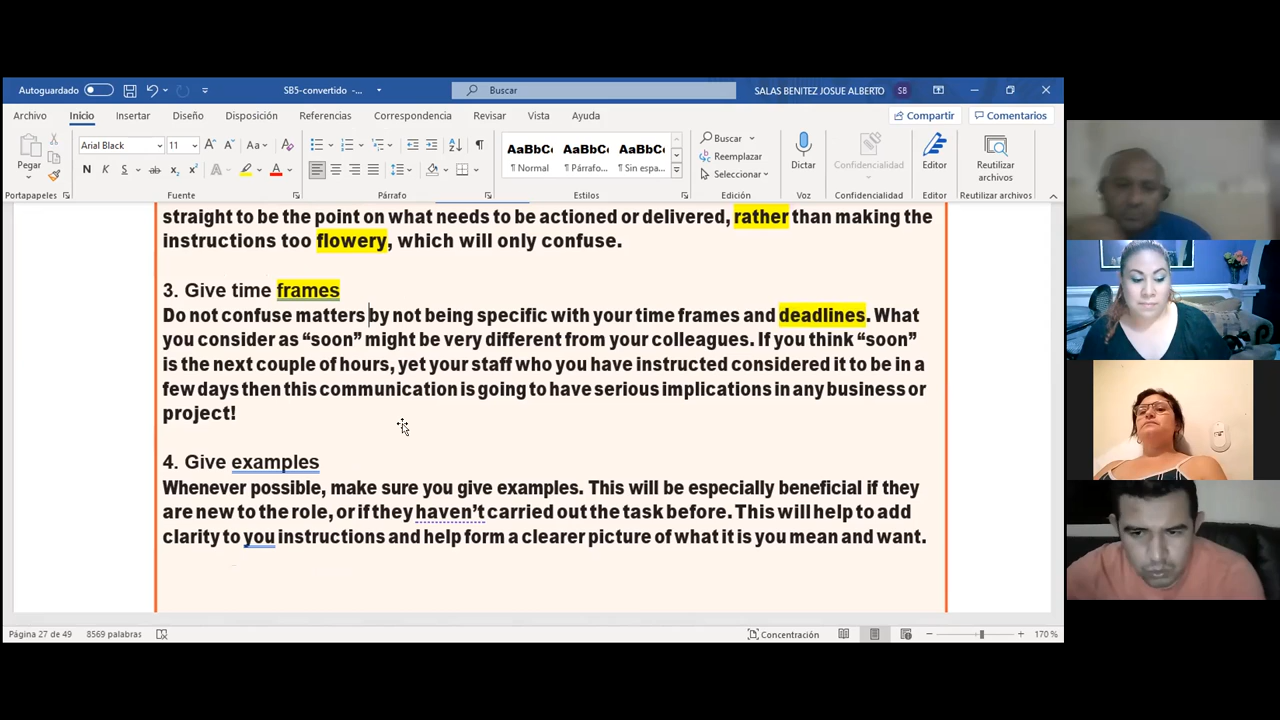 Autoguardado
SB5-convertido -...
Buscar
SALAS BENITEZ JOSUE ALBERTO
SB
Archivo Inicio Insertar Diseño Disposición Referencias Correspondencia Revisar Vista Ayuda
Compartir Comentarios
Pegar
Arial Black 11
AaBbCc AaBbCc AaBbCc
¶ Normal ¶ Párrafo... ¶ Sin espa...
Buscar
Reemplazar
Seleccionar
Dictar
Confidencialidad
Editor
Reutilizar archivos
Portapapeles Fuente Párrafo Estilos Edición Voz Confidencialidad Editor Reutilizar archivos
straight to be the point on what needs to be actioned or delivered, rather than making the
instructions too flowery, which will only confuse.
3. Give time frames
Do not confuse matters by not being specific with your time frames and deadlines. What
you consider as “soon” might be very different from your colleagues. If you think “soon”
is the next couple of hours, yet your staff who you have instructed considered it to be in a
few days then this communication is going to have serious implications in any business or
project!
4. Give examples
Whenever possible, make sure you give examples. This will be especially beneficial if they
are new to the role, or if they haven’t carried out the task before. This will help to add
clarity to you instructions and help form a clearer picture of what it is you mean and want.
Página 27 de 49 8569 palabras
Concentración
170 %